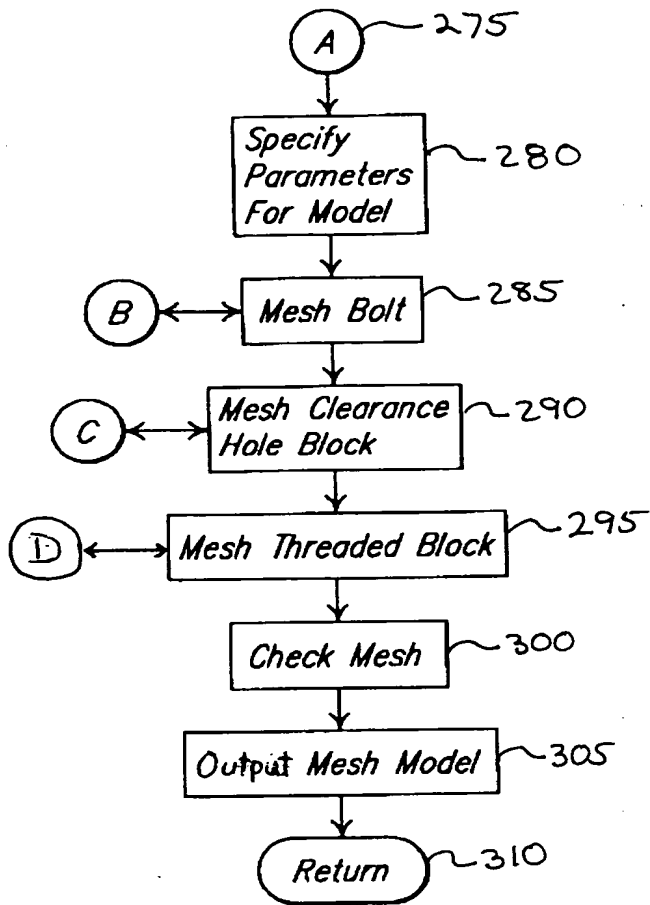 A 275
Specify 280
Parameters
For Model
B Mesh Bolt 285
Mesh Clearance 290
Hole Block
C
D Mesh Threaded Block 295
Check Mesh 300
Output Mesh Model 305
Return 310